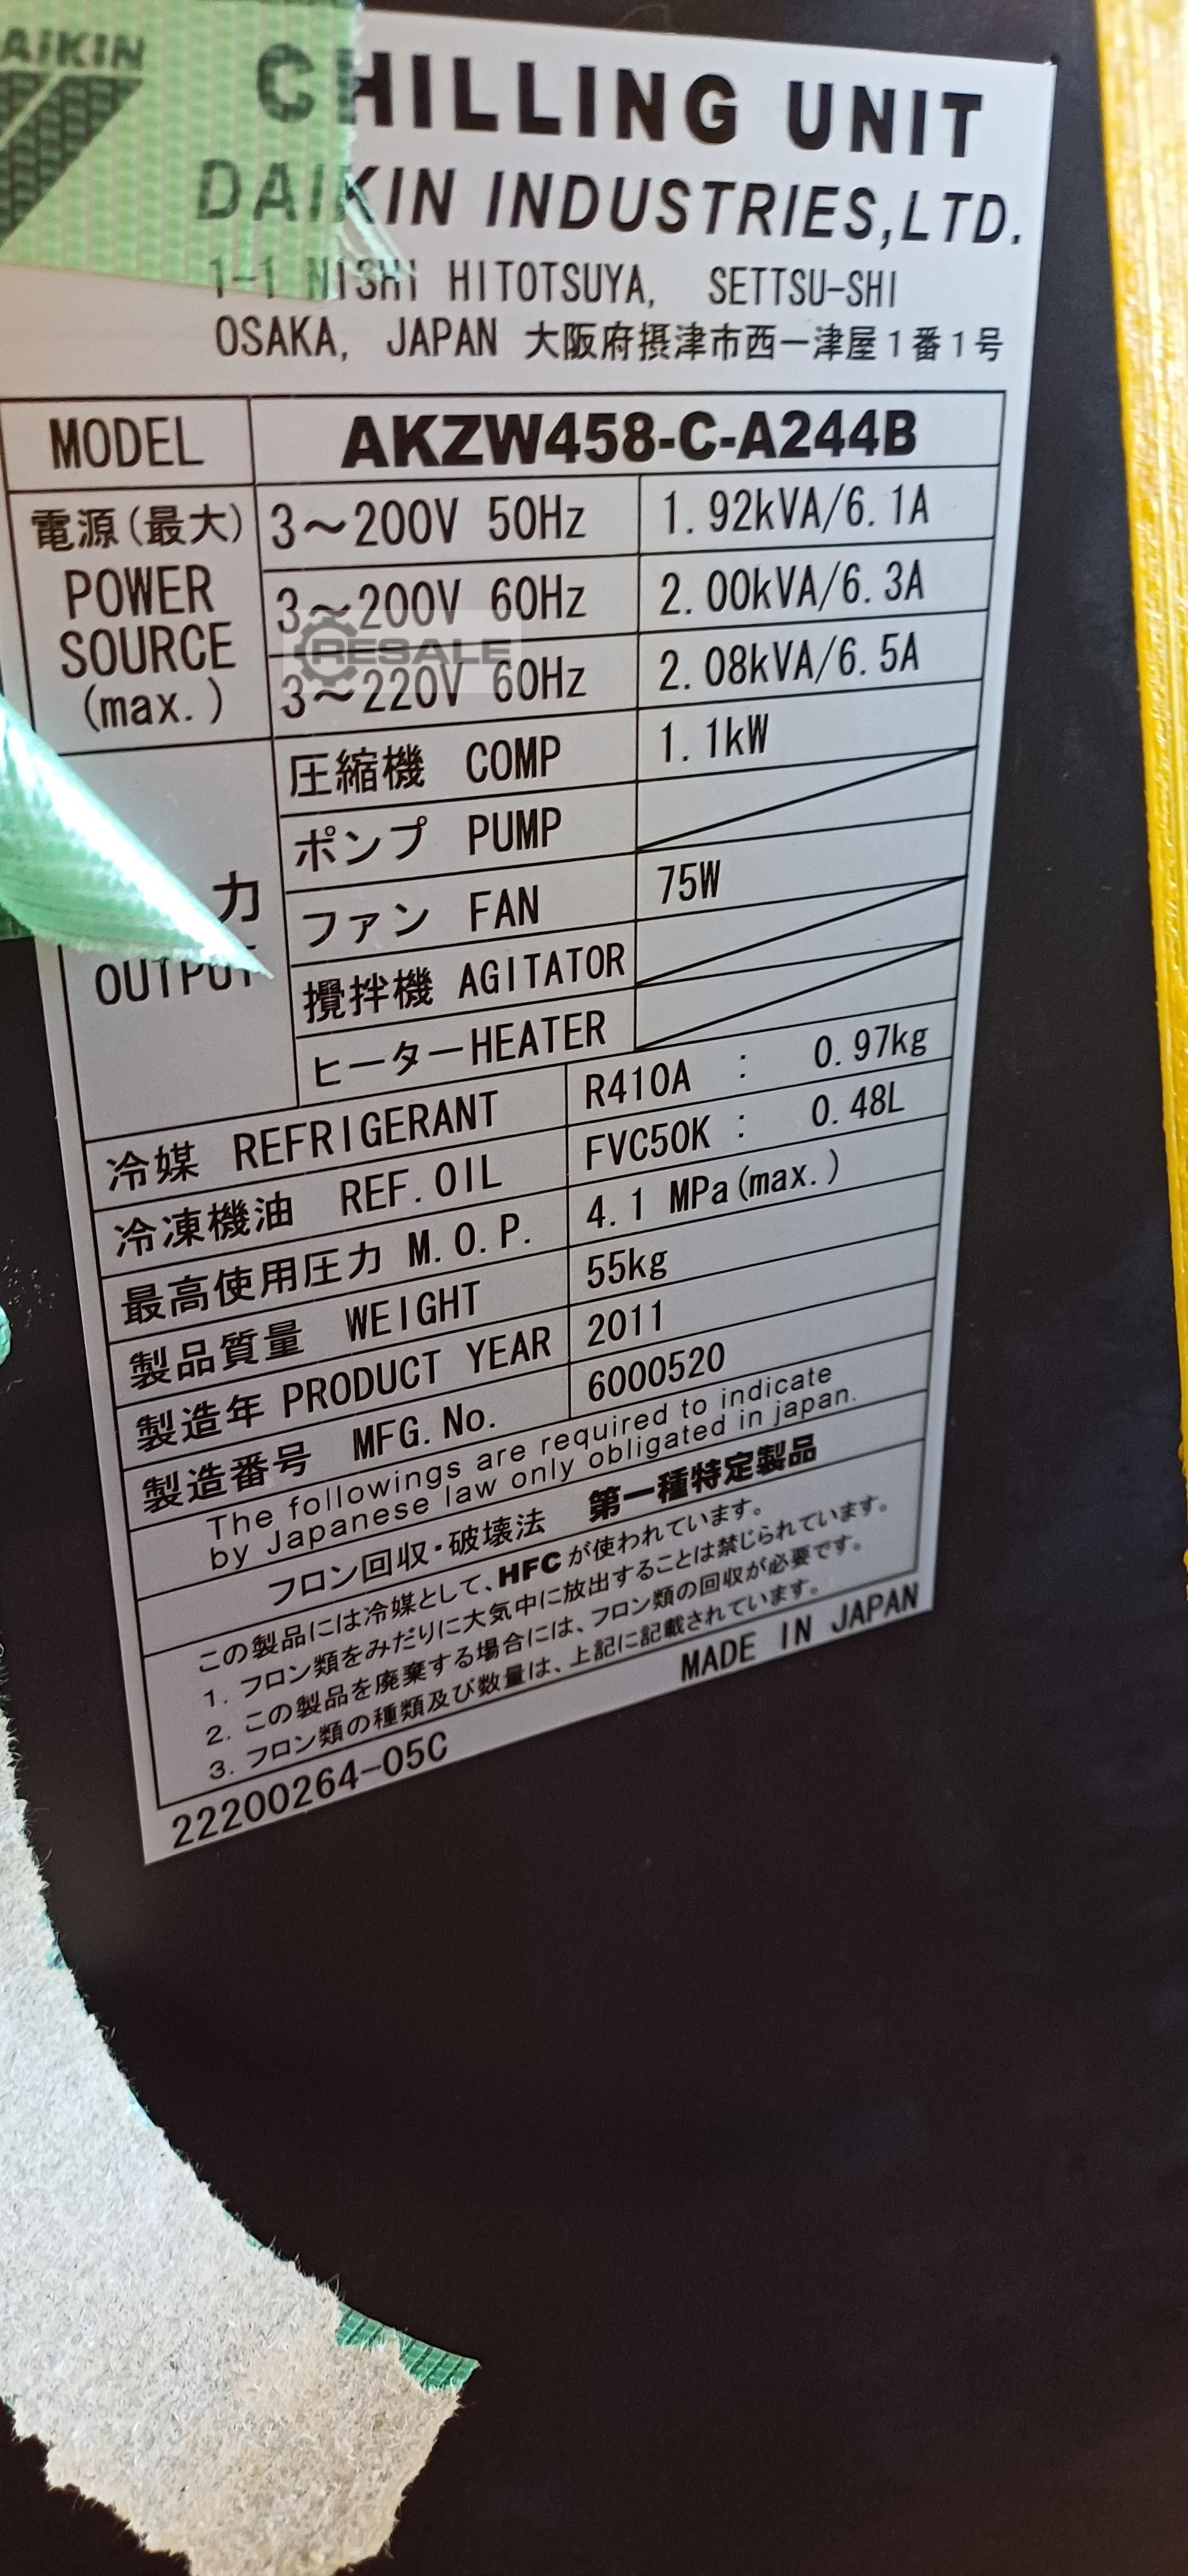 DAIKIN
CHILLING UNIT
DAIKIN INDUSTRIES,LTD.
1-1 NISHI HITOTSUYA, SETTSU-SHI
OSAKA, JAPAN 大阪府摂津市西一津屋1番1号
MODEL AKZW458-C-A244B
電源(最大) 3～200V 50Hz 1.92kVA/6.1A
POWER SOURCE (max.) 3～200V 60Hz 2.00kVA/6.3A
3～220V 60Hz 2.08kVA/6.5A
RESALE
圧縮機 COMP 1.1kW
ポンプ PUMP
力 OUTPUT
ファン FAN 75W
攪拌機 AGITATOR
ヒーター HEATER
冷媒 REFRIGERANT R410A : 0.97kg
冷凍機油 REF.OIL FVC50K : 0.48L
最高使用圧力 M.O.P. 4.1 MPa(max.)
製品質量 WEIGHT 55kg
製造年 PRODUCT YEAR 2011
製造番号 MFG.No. 6000520
The followings are required to indicate
by Japanese law only obligated in japan.
フロン回収・破壊法 第一種特定製品
この製品には冷媒として、HFCが使われています。
1. フロン類をみだりに大気中に放出することは禁じられています。
2. この製品を廃棄する場合には、フロン類の回収が必要です。
3. フロン類の種類及び数量は、上記に記載されています。
MADE IN JAPAN
22200264-05C